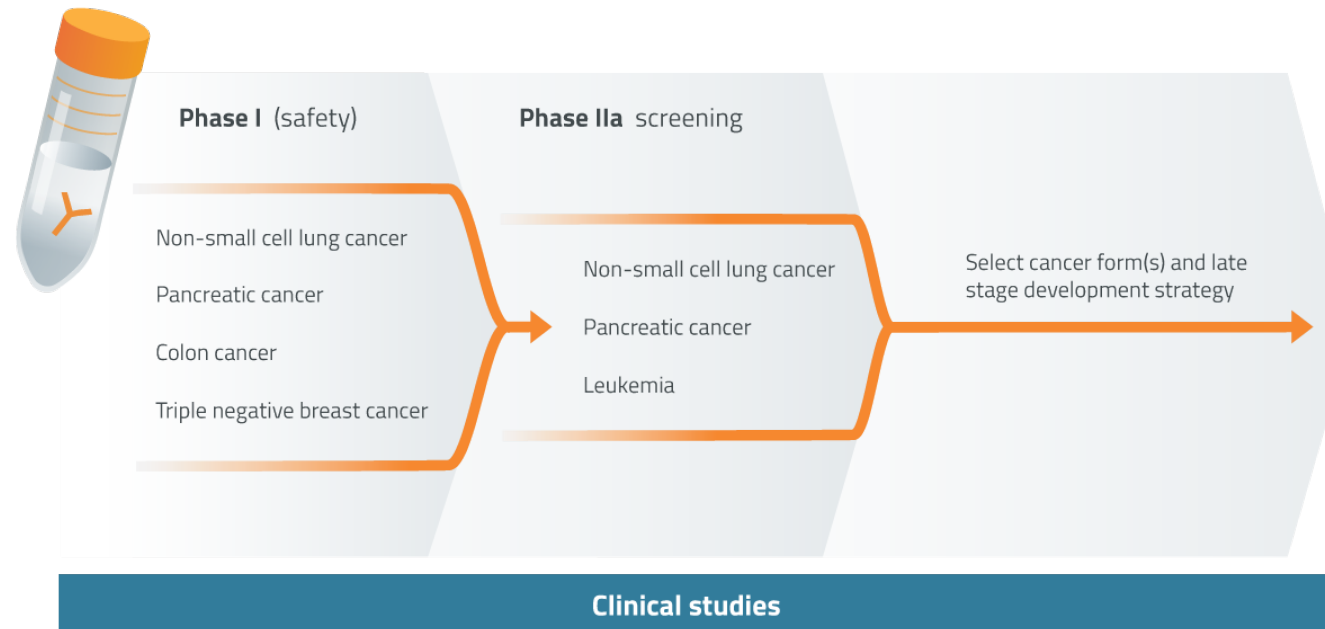 Phase I (safety)
Non-small cell lung cancer
Pancreatic cancer
Colon cancer
Triple negative breast cancer
Phase IIa screening
Non-small cell lung cancer
Pancreatic cancer
Leukemia
Select cancer form(s) and late
stage development strategy
Clinical studies